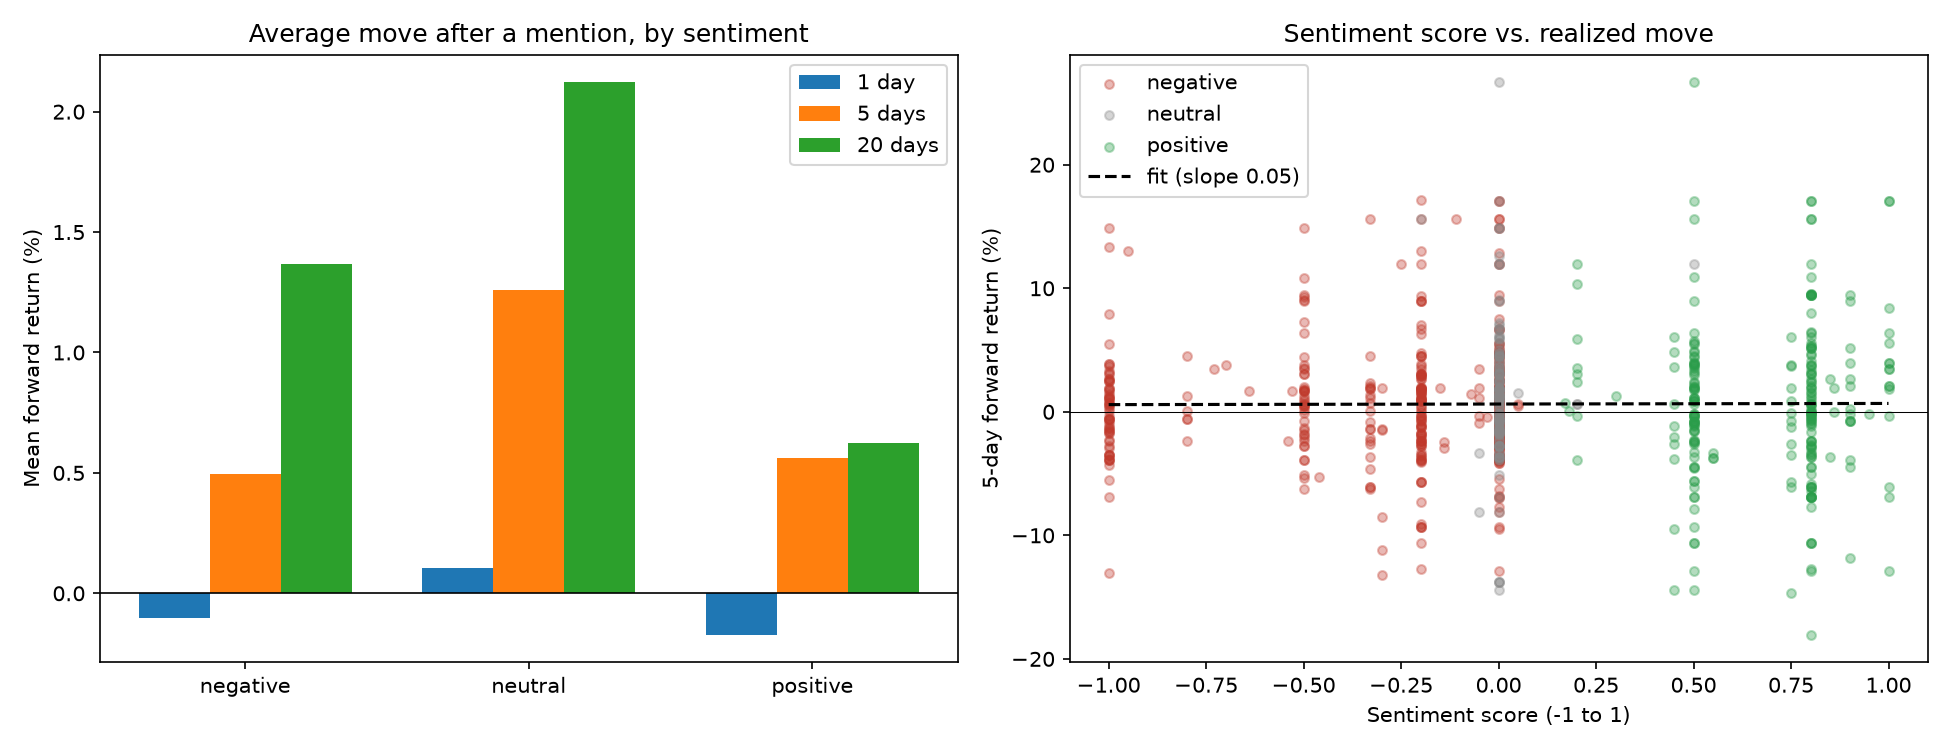 Average move after a mention, by sentiment
Mean forward return (%)
2.0
1.5
1.0
0.5
0.0
1 day
5 days
20 days
negative
neutral
positive
Sentiment score vs. realized move
5-day forward return (%)
20
10
0
−10
−20
negative
neutral
positive
fit (slope 0.05)
−1.00
−0.75
−0.50
−0.25
0.00
0.25
0.50
0.75
1.00
Sentiment score (-1 to 1)